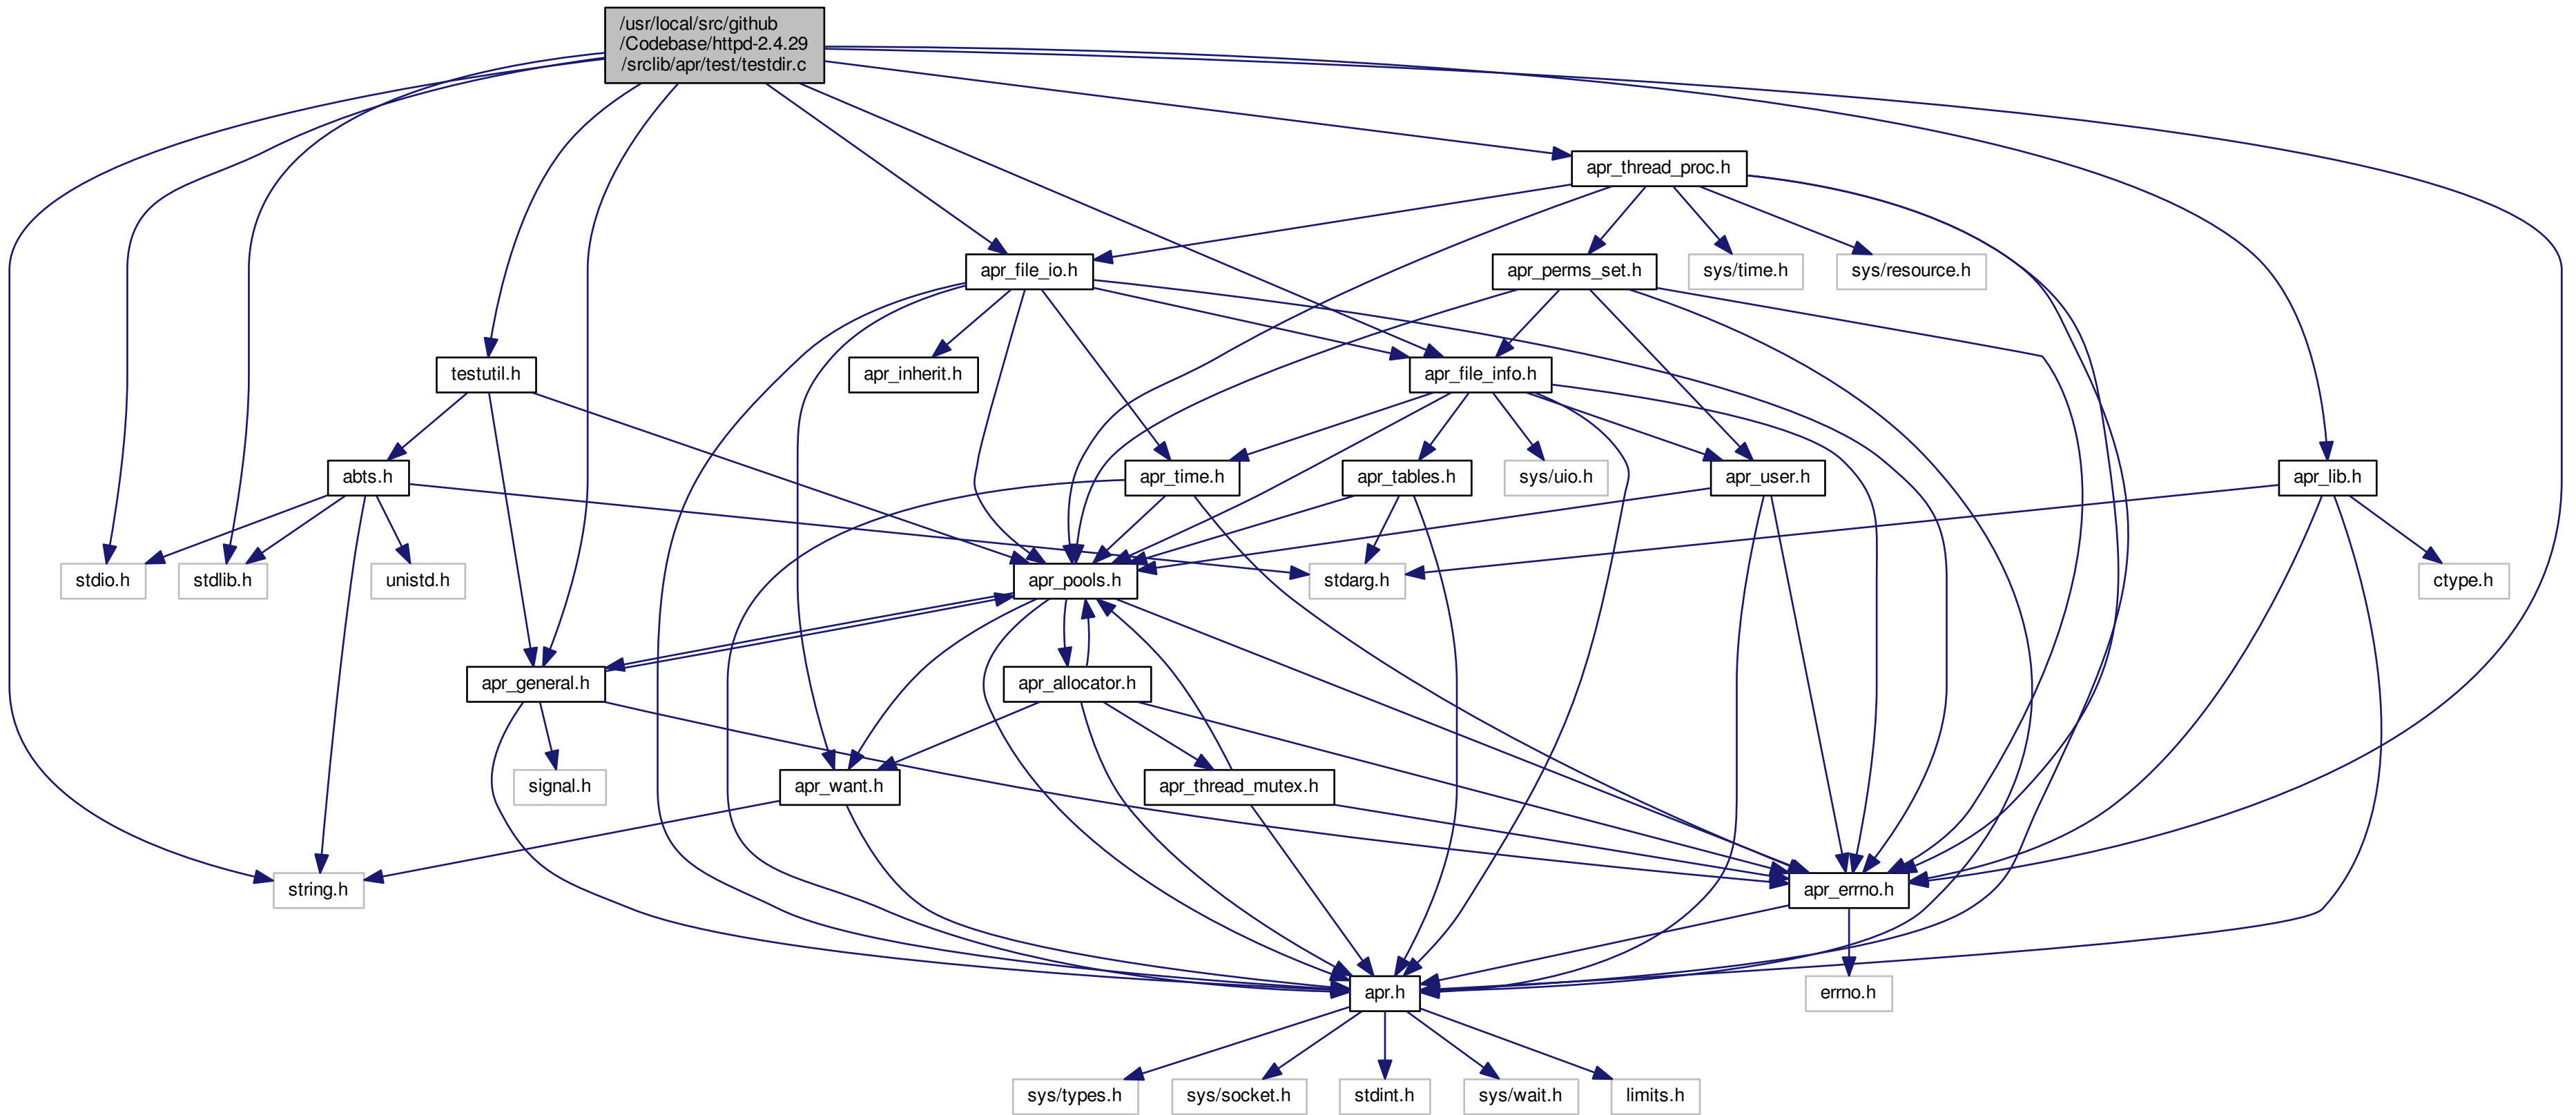 /usr/local/src/github
/Codebase/httpd-2.4.29
/srclib/apr/test/testdir.c
apr_thread_proc.h
apr_file_io.h
apr_perms_set.h
sys/time.h
sys/resource.h
testutil.h
apr_inherit.h
apr_file_info.h
abts.h
apr_time.h
apr_tables.h
sys/uio.h
apr_user.h
apr_lib.h
stdio.h
stdlib.h
unistd.h
apr_pools.h
stdarg.h
ctype.h
apr_general.h
apr_allocator.h
signal.h
apr_want.h
apr_thread_mutex.h
string.h
apr_errno.h
apr.h
errno.h
sys/types.h
sys/socket.h
stdint.h
sys/wait.h
limits.h